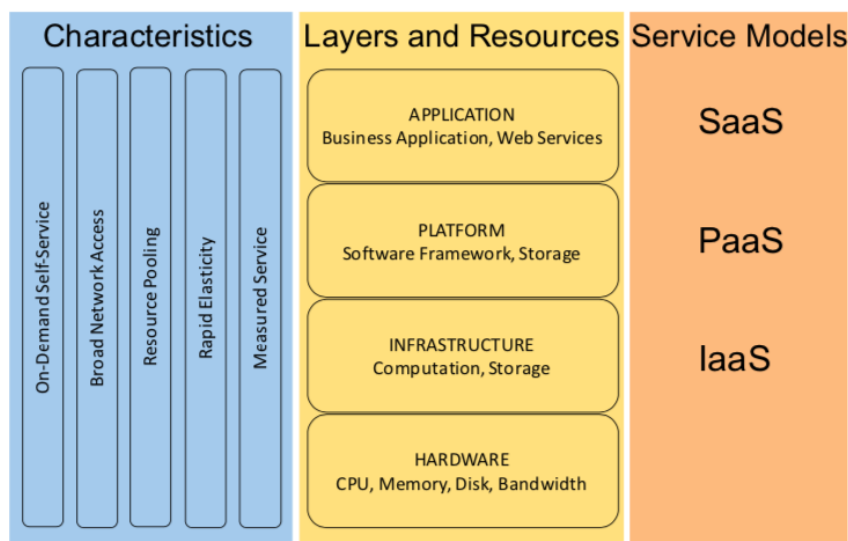 Characteristics
On-Demand Self-Service
Broad Network Access
Resource Pooling
Rapid Elasticity
Measured Service
Layers and Resources
APPLICATION
Business Application, Web Services
PLATFORM
Software Framework, Storage
INFRASTRUCTURE
Computation, Storage
HARDWARE
CPU, Memory, Disk, Bandwidth
Service Models
SaaS
PaaS
IaaS